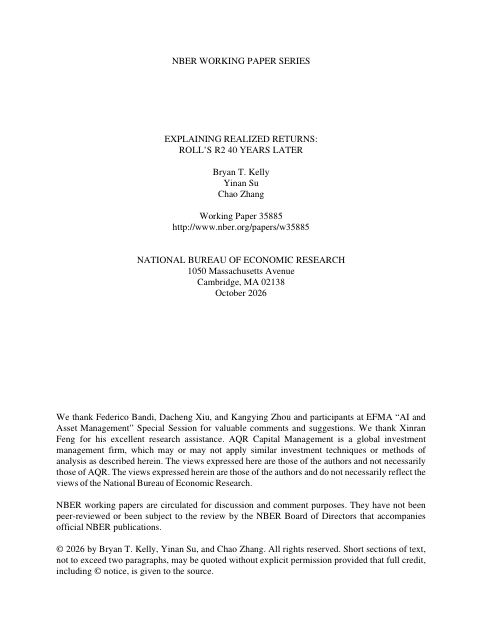 NBER WORKING PAPER SERIES
EXPLAINING REALIZED RETURNS:
ROLL'S R2 40 YEARS LATER
Bryan T. Kelly
Yinan Su
Chao Zhang
Working Paper 35885
http://www.nber.org/papers/w35885
NATIONAL BUREAU OF ECONOMIC RESEARCH
1050 Massachusetts Avenue
Cambridge, MA 02138
October 2026
We thank Federico Bandi, Dacheng Xiu, and Kangying Zhou and participants at EFMA “AI and
Asset Management” Special Session for valuable comments and suggestions. We thank Xinran
Feng for his excellent research assistance. AQR Capital Management is a global investment
management firm, which may or may not apply similar investment techniques or methods of
analysis as described herein. The views expressed here are those of the authors and not necessarily
those of AQR. The views expressed herein are those of the authors and do not necessarily reflect the
views of the National Bureau of Economic Research.
NBER working papers are circulated for discussion and comment purposes. They have not been
peer-reviewed or been subject to the review by the NBER Board of Directors that accompanies
official NBER publications.
© 2026 by Bryan T. Kelly, Yinan Su, and Chao Zhang. All rights reserved. Short sections of text,
not to exceed two paragraphs, may be quoted without explicit permission provided that full credit,
including © notice, is given to the source.